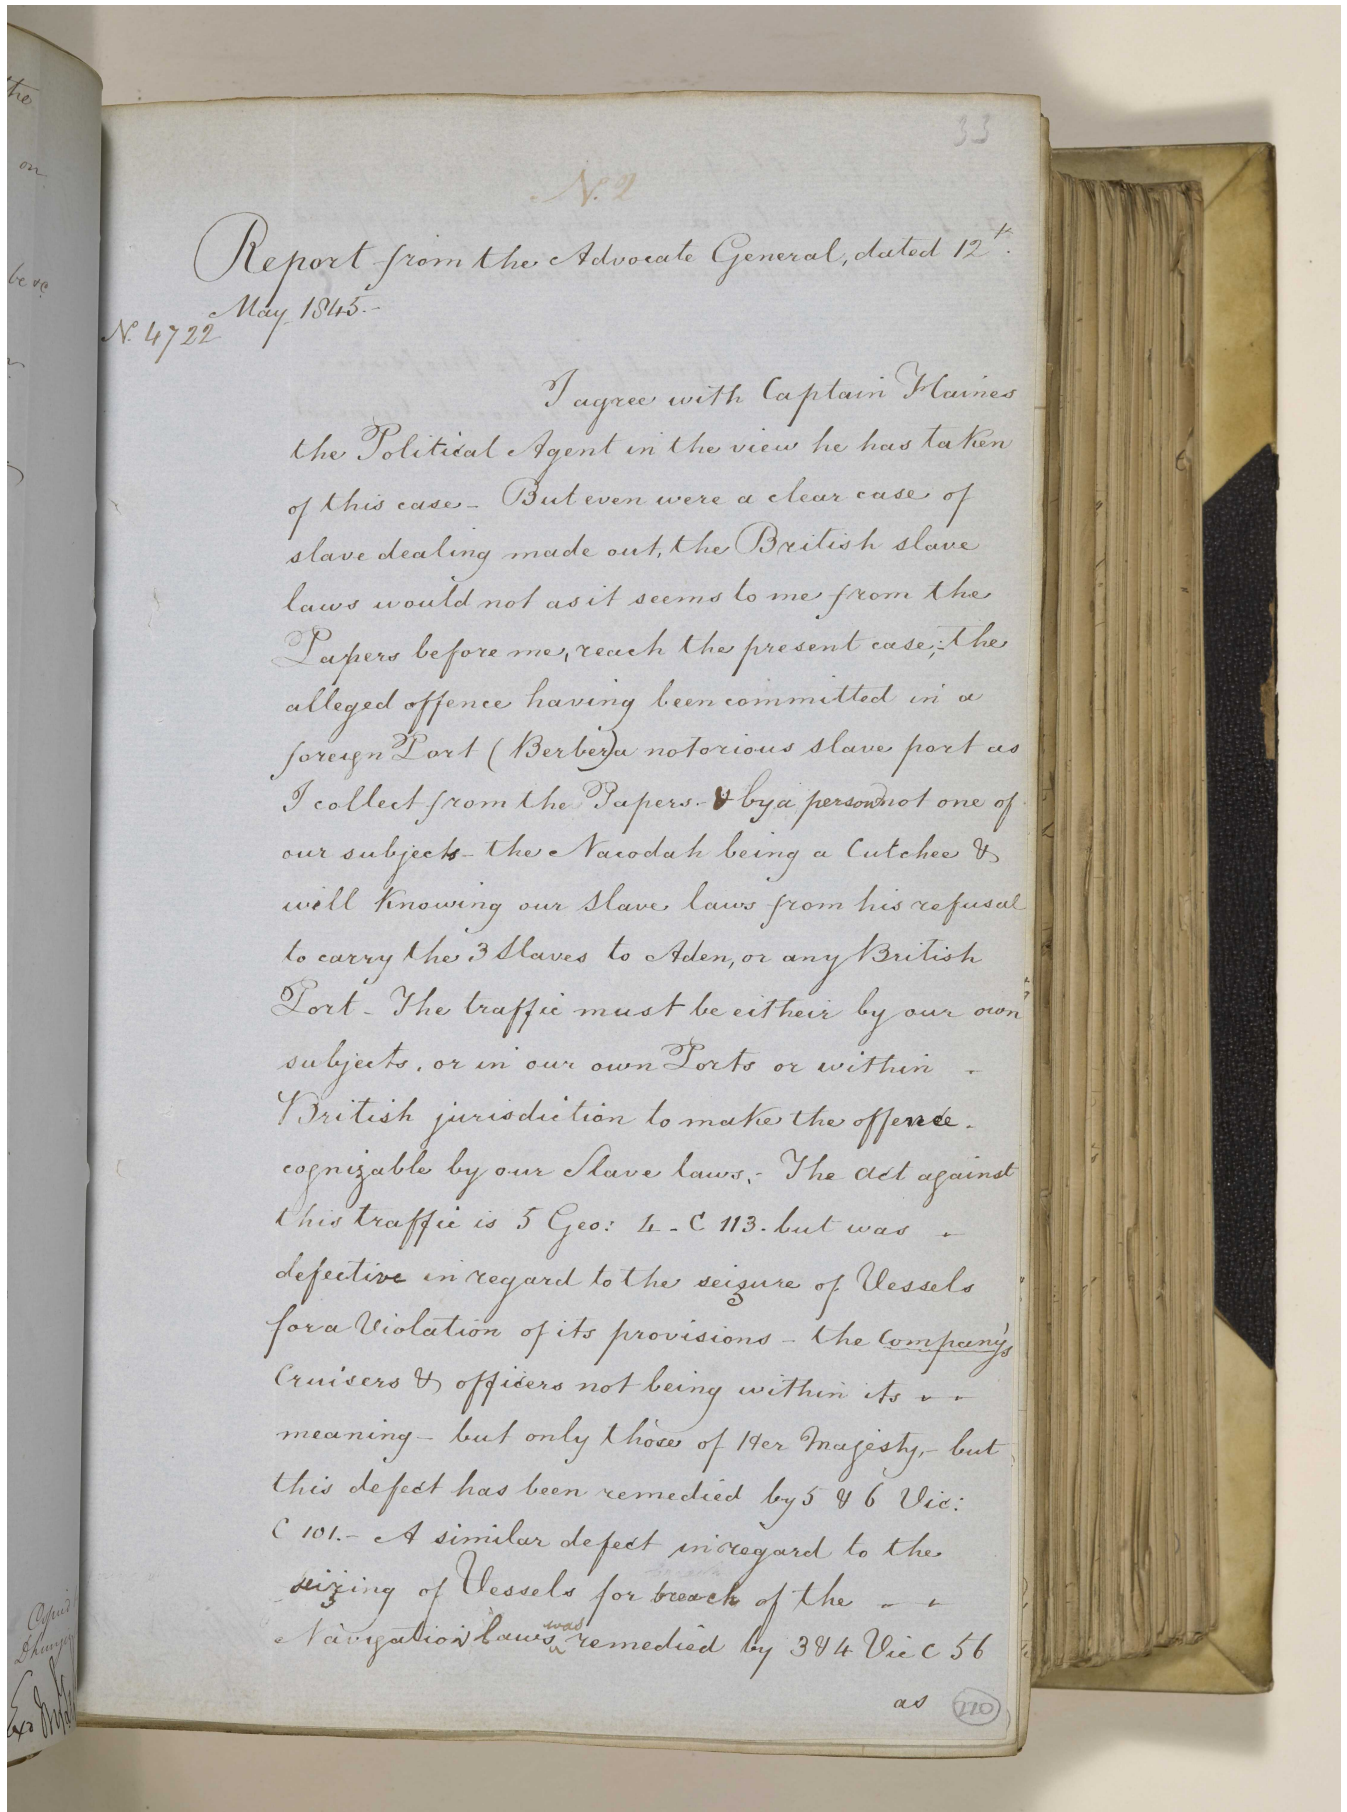 33
N. 2
Report from the Advocate General, dated 12th.
May 1845.-
N. 4722
I agree with Captain Haines
the Political Agent in the view he has taken
of this case - But even were a clear case of
slave dealing made out, the British slave
laws would not as it seems to me from the
Papers before me, reach the present case;- the
alleged offence having been committed in a
foreign Port (Berber) a notorious slave port as
I collect from the Papers.- & by a person not one of
our subjects - the Nacodah being a Cutchee &
well knowing our slave laws from his refusal
to carry the 3 slaves to Aden, or any British
Port - The traffic must be eitheir by our own
subjects, or in our own Ports or within -
British jurisdiction to make the offence -
cognizable by our Slave laws.- The Act against
this traffic is 5 Geo: 4 - C 113. but was -
defective in regard to the seizure of Vessels
for a Violation of its provisions - the Company's
Cruisers & officers not being within its - -
meaning - but only those of Her Majesty,- but
this defect has been remedied by 5 & 6 Vic:
C 101.- A similar defect in regard to the
seizing of Vessels for breach of the - -
Navigation laws was remedied by 3 & 4 Vic C 56
as
110
the
on
be &c